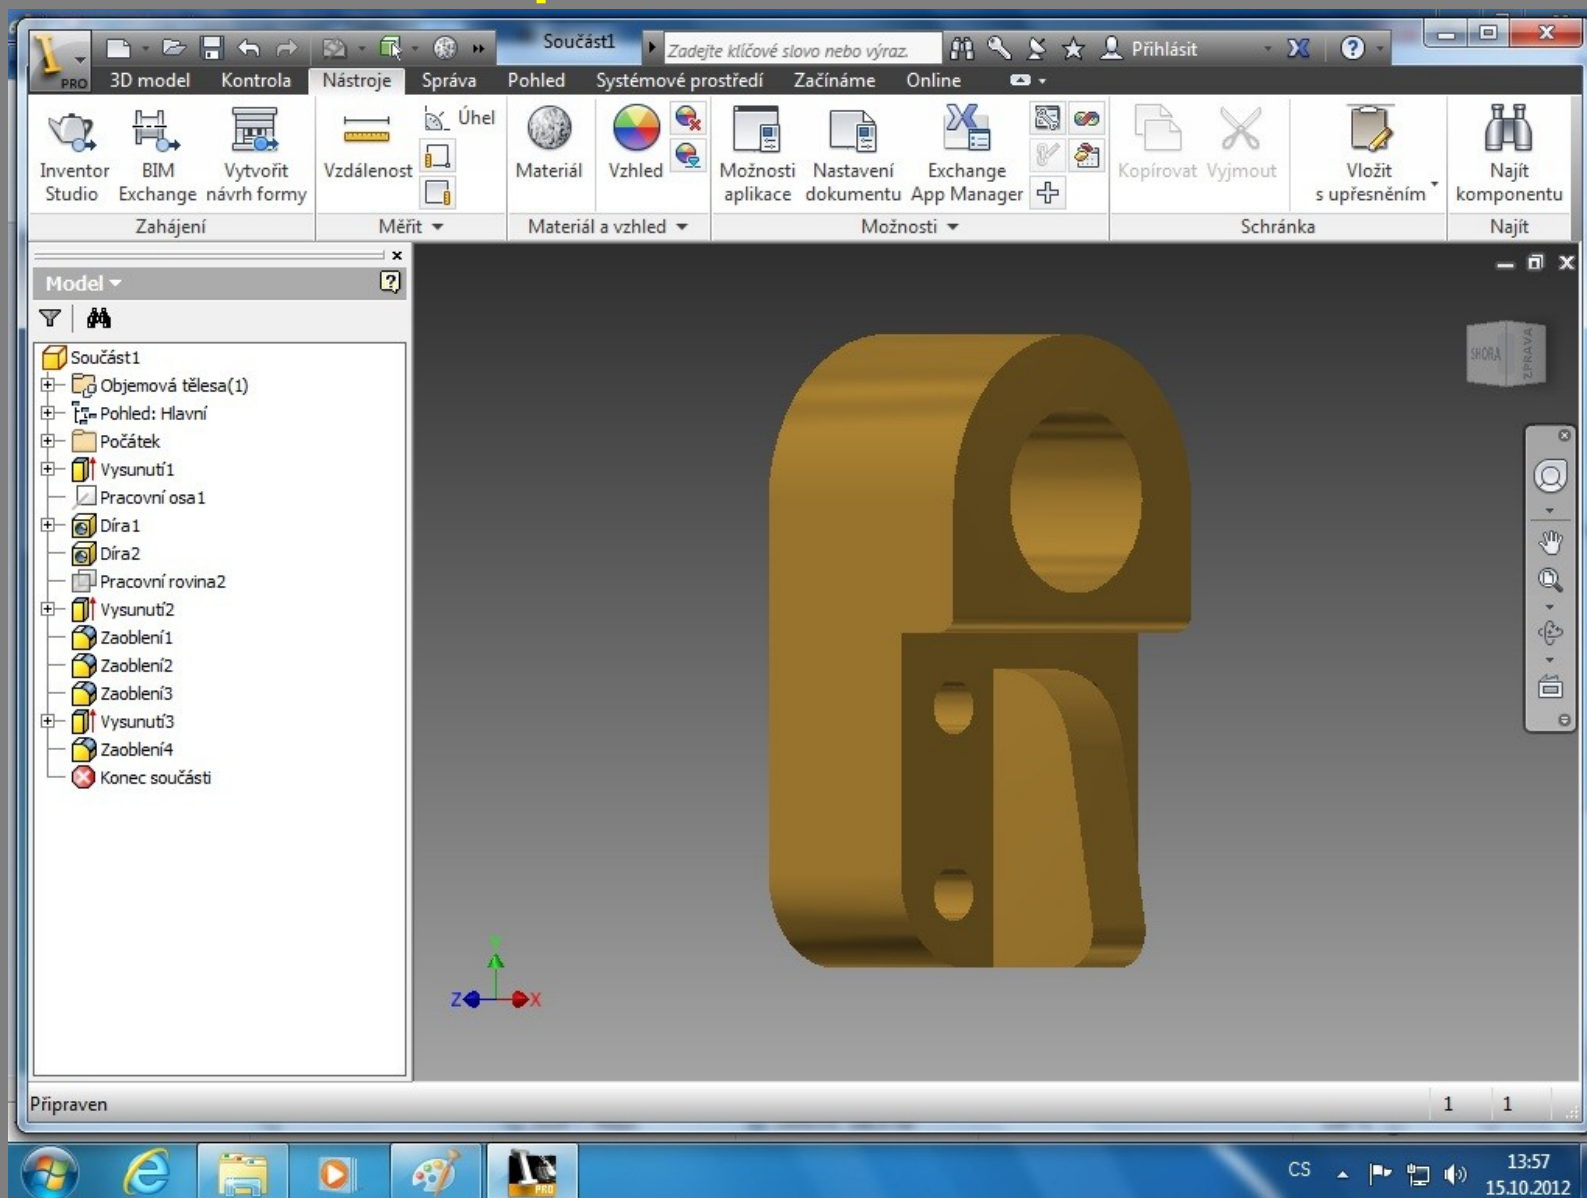 Součást1
Zadejte klíčové slovo nebo výraz.
Přihlásit
PRO
3D model Kontrola Nástroje Správa Pohled Systémové prostředí Začínáme Online
Inventor Studio
BIM Exchange
Vytvořit návrh formy
Vzdálenost
Úhel
Materiál
Vzhled
Možnosti aplikace
Nastavení dokumentu
Exchange App Manager
Kopírovat
Vyjmout
Vložit s upřesněním
Najít komponentu
Zahájení Měřit Materiál a vzhled Možnosti Schránka Najít
Model
Součást1
Objemová tělesa(1)
Pohled: Hlavní
Počátek
Vysunutí1
Pracovní osa1
Díra1
Díra2
Pracovní rovina2
Vysunutí2
Zaoblení1
Zaoblení2
Zaoblení3
Vysunutí3
Zaoblení4
Konec součásti
SHORA
ZPRAVA
Z X
Připraven
1 1
PRO
CS
13:57
15.10.2012